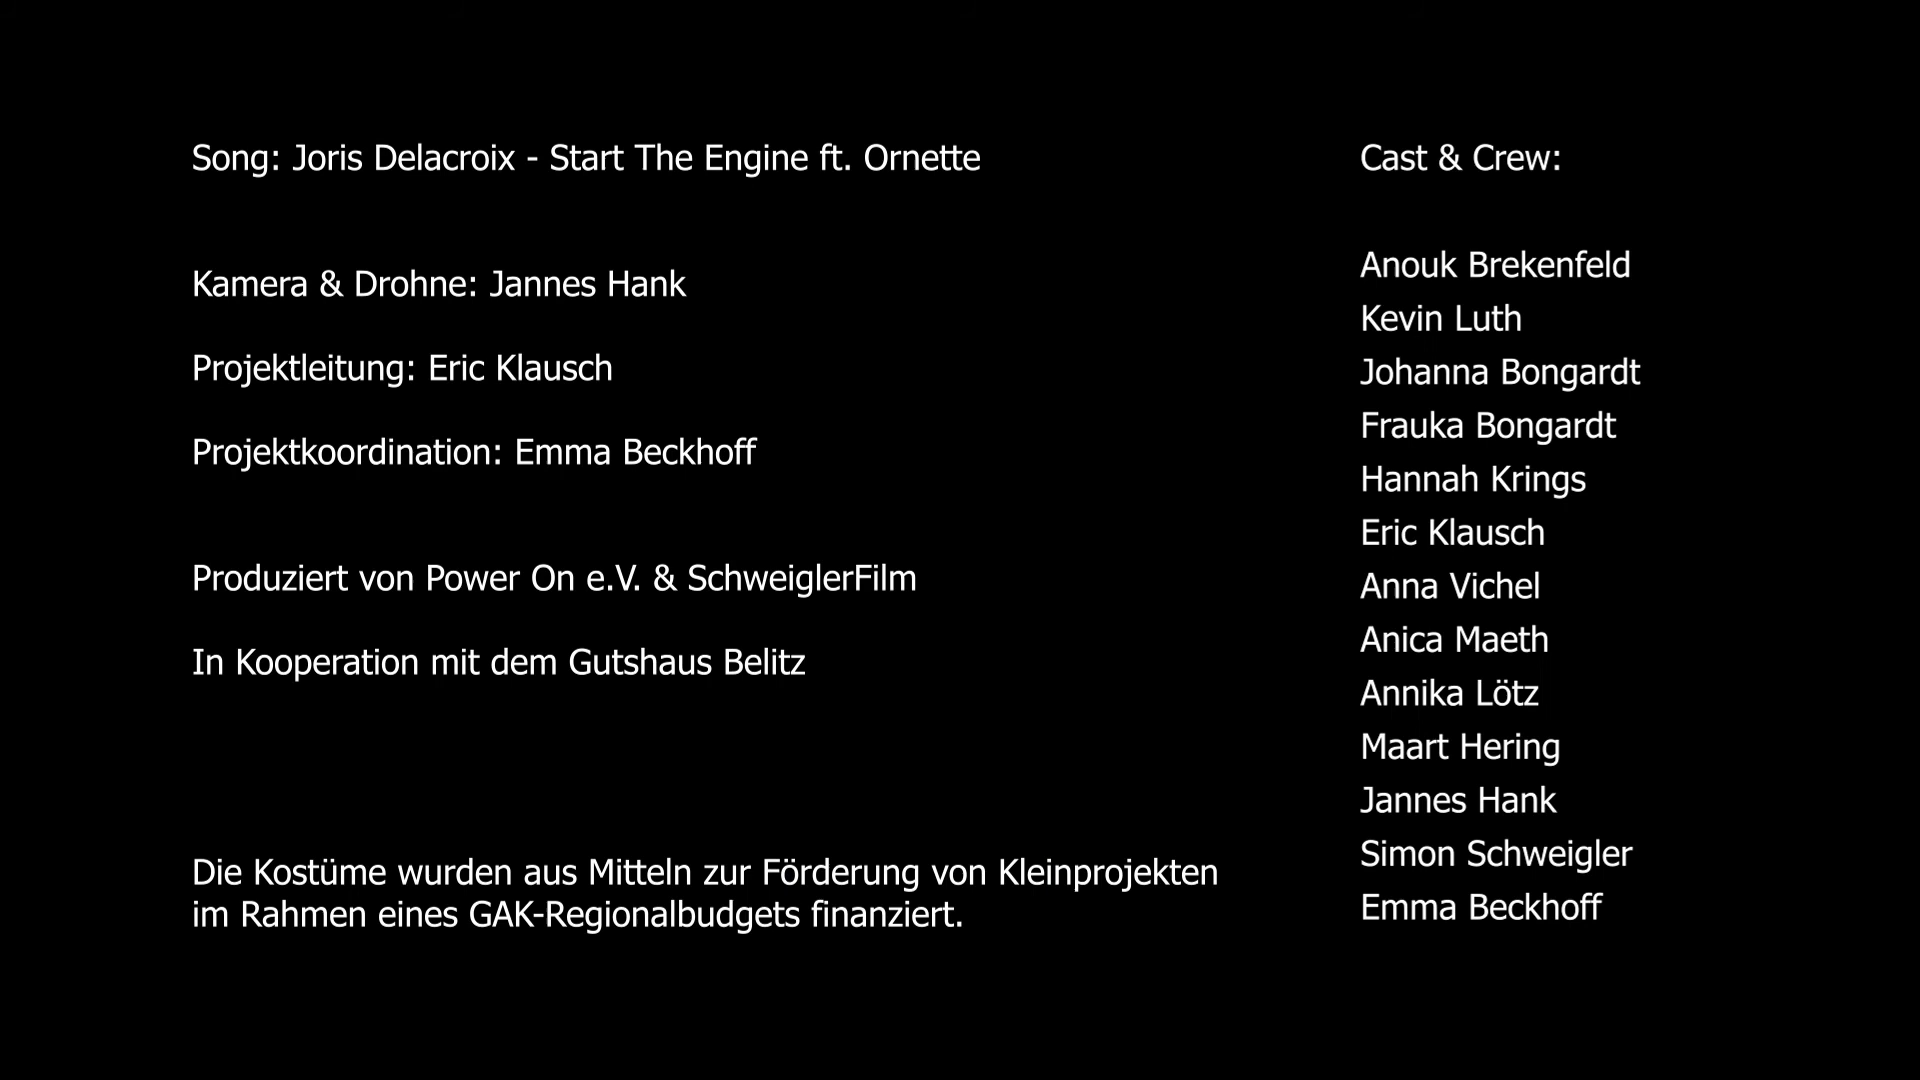 Song: Joris Delacroix - Start The Engine ft. Ornette
Kamera & Drohne: Jannes Hank
Projektleitung: Eric Klausch
Projektkoordination: Emma Beckhoff
Produziert von Power On e.V. & SchweiglerFilm
In Kooperation mit dem Gutshaus Belitz
Die Kostüme wurden aus Mitteln zur Förderung von Kleinprojekten
im Rahmen eines GAK-Regionalbudgets finanziert.
Cast & Crew:
Anouk Brekenfeld
Kevin Luth
Johanna Bongardt
Frauka Bongardt
Hannah Krings
Eric Klausch
Anna Vichel
Anica Maeth
Annika Lötz
Maart Hering
Jannes Hank
Simon Schweigler
Emma Beckhoff